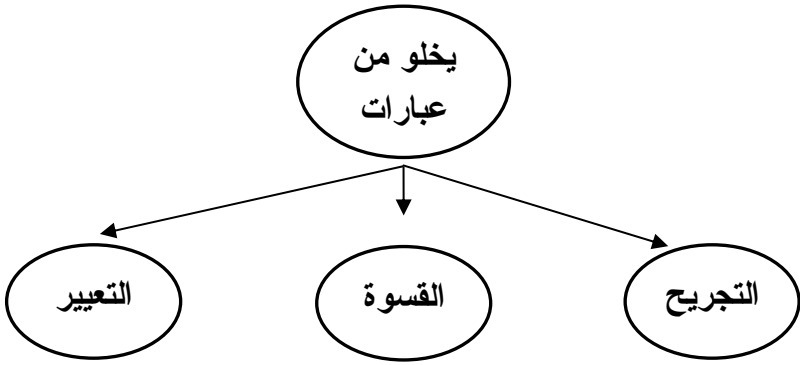 يخلو من
عبارات
التجريح
القسوة
التعيير